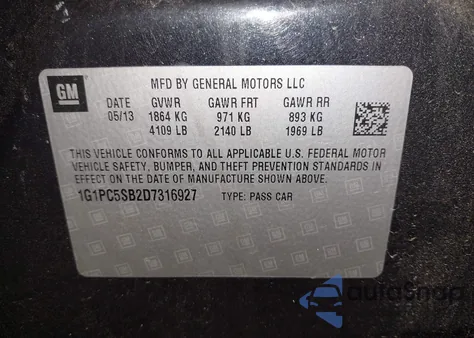 GM
MFD BY GENERAL MOTORS LLC
DATE GVWR GAWR FRT GAWR RR
05/13 1864 KG 971 KG 893 KG
4109 LB 2140 LB 1969 LB
THIS VEHICLE CONFORMS TO ALL APPLICABLE U.S. FEDERAL MOTOR
VEHICLE SAFETY, BUMPER, AND THEFT PREVENTION STANDARDS IN
EFFECT ON THE DATE OF MANUFACTURE SHOWN ABOVE.
1G1PC5SB2D7316927 TYPE: PASS CAR
autoSnap